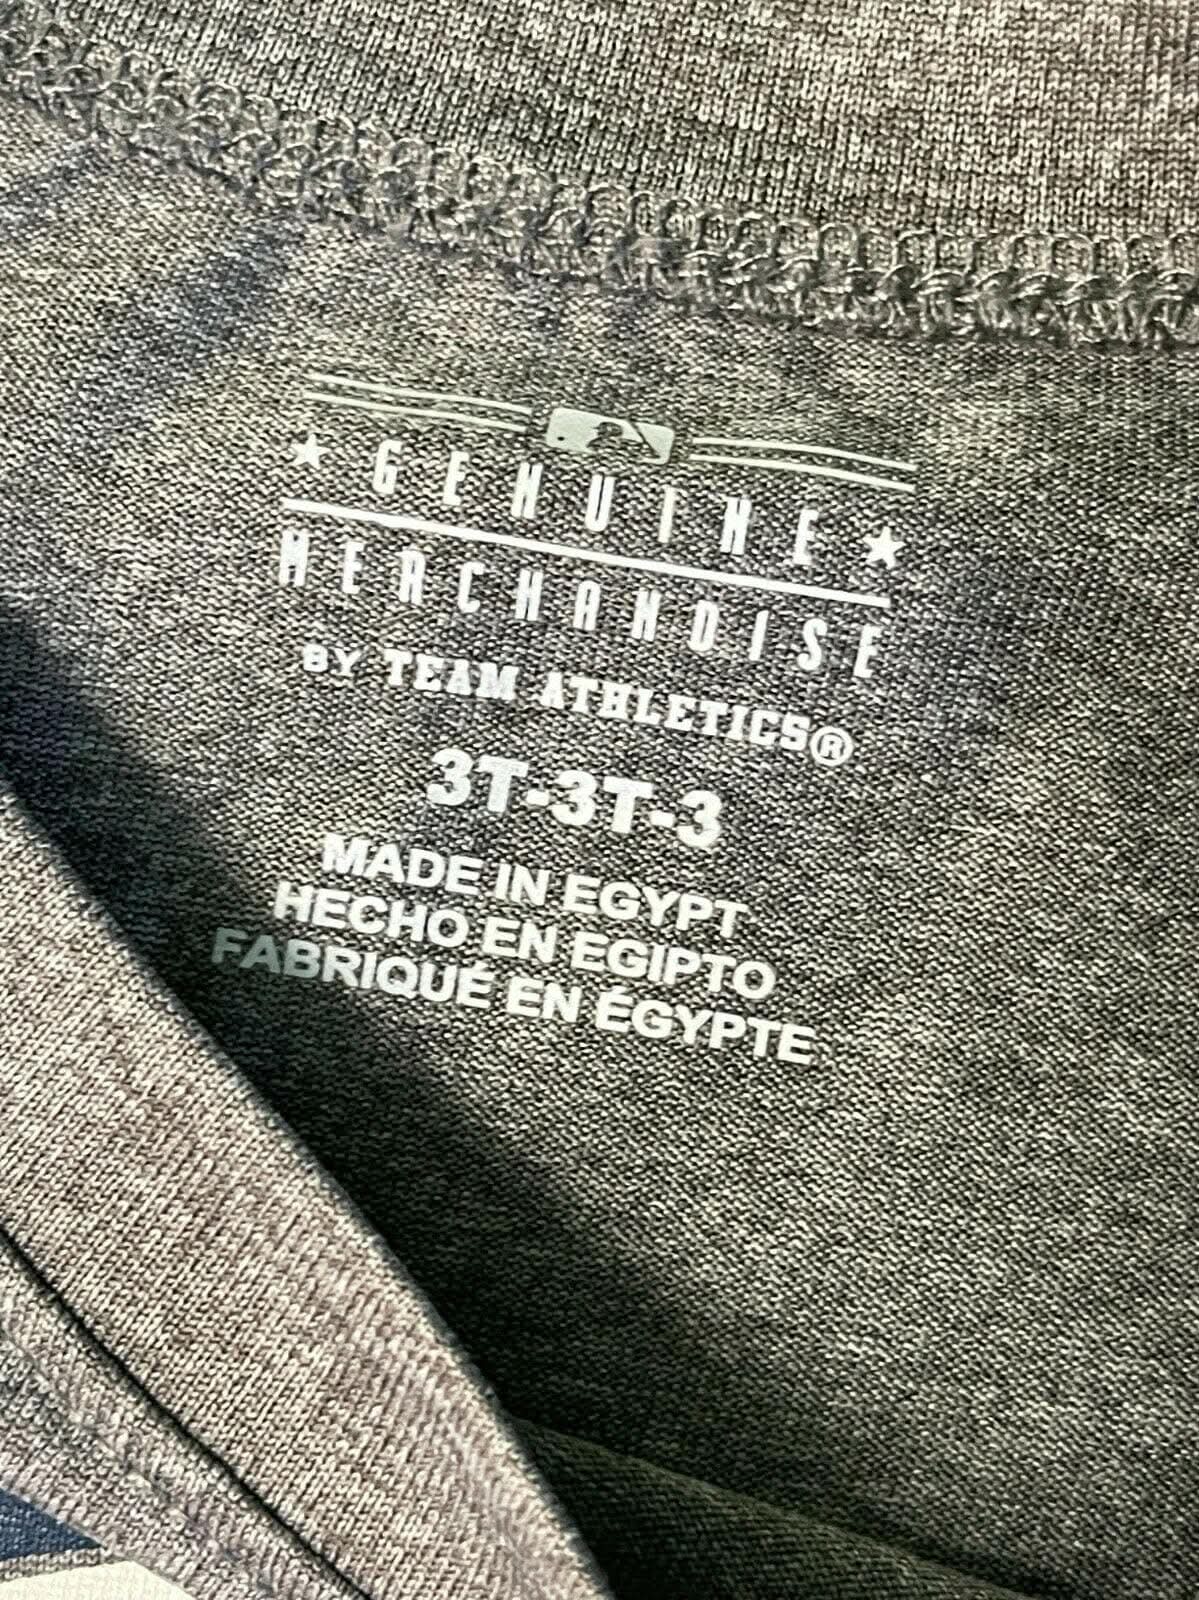 ★ GENUINE ★
MERCHANDISE
BY TEAM ATHLETICS®
3T-3T-3
MADE IN EGYPT
HECHO EN EGIPTO
FABRIQUÉ EN ÉGYPTE